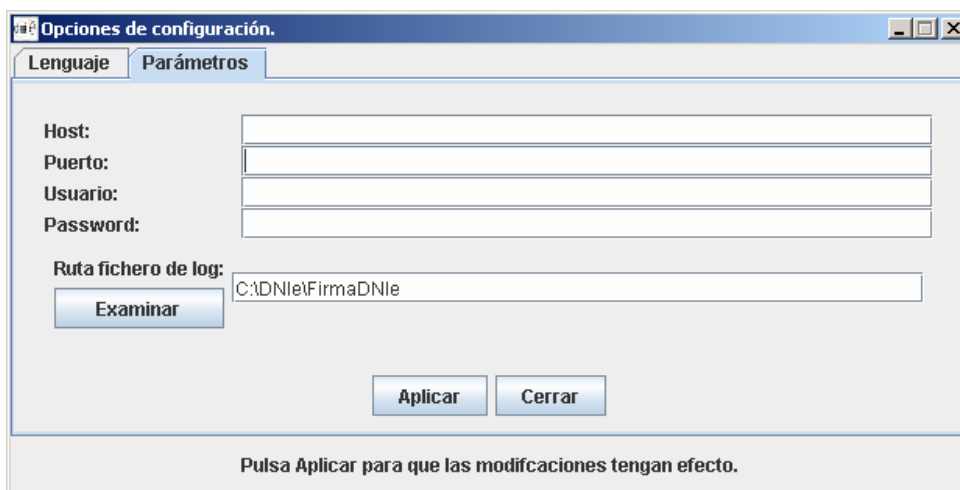 Opciones de configuración.
Lenguaje Parámetros
Host:
Puerto:
Usuario:
Password:
Ruta fichero de log:
C:\DNIe\FirmaDNIe
Examinar
Aplicar Cerrar
Pulsa Aplicar para que las modifcaciones tengan efecto.